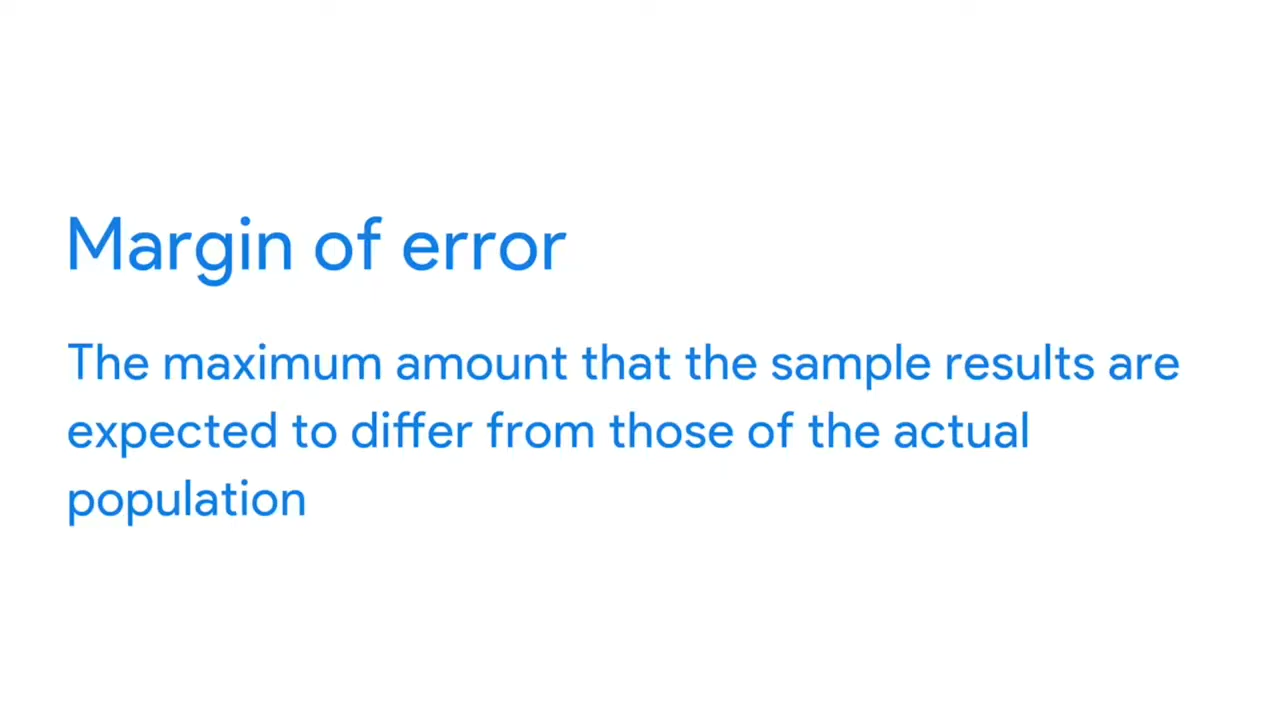 Margin of error
The maximum amount that the sample results are
expected to differ from those of the actual
population